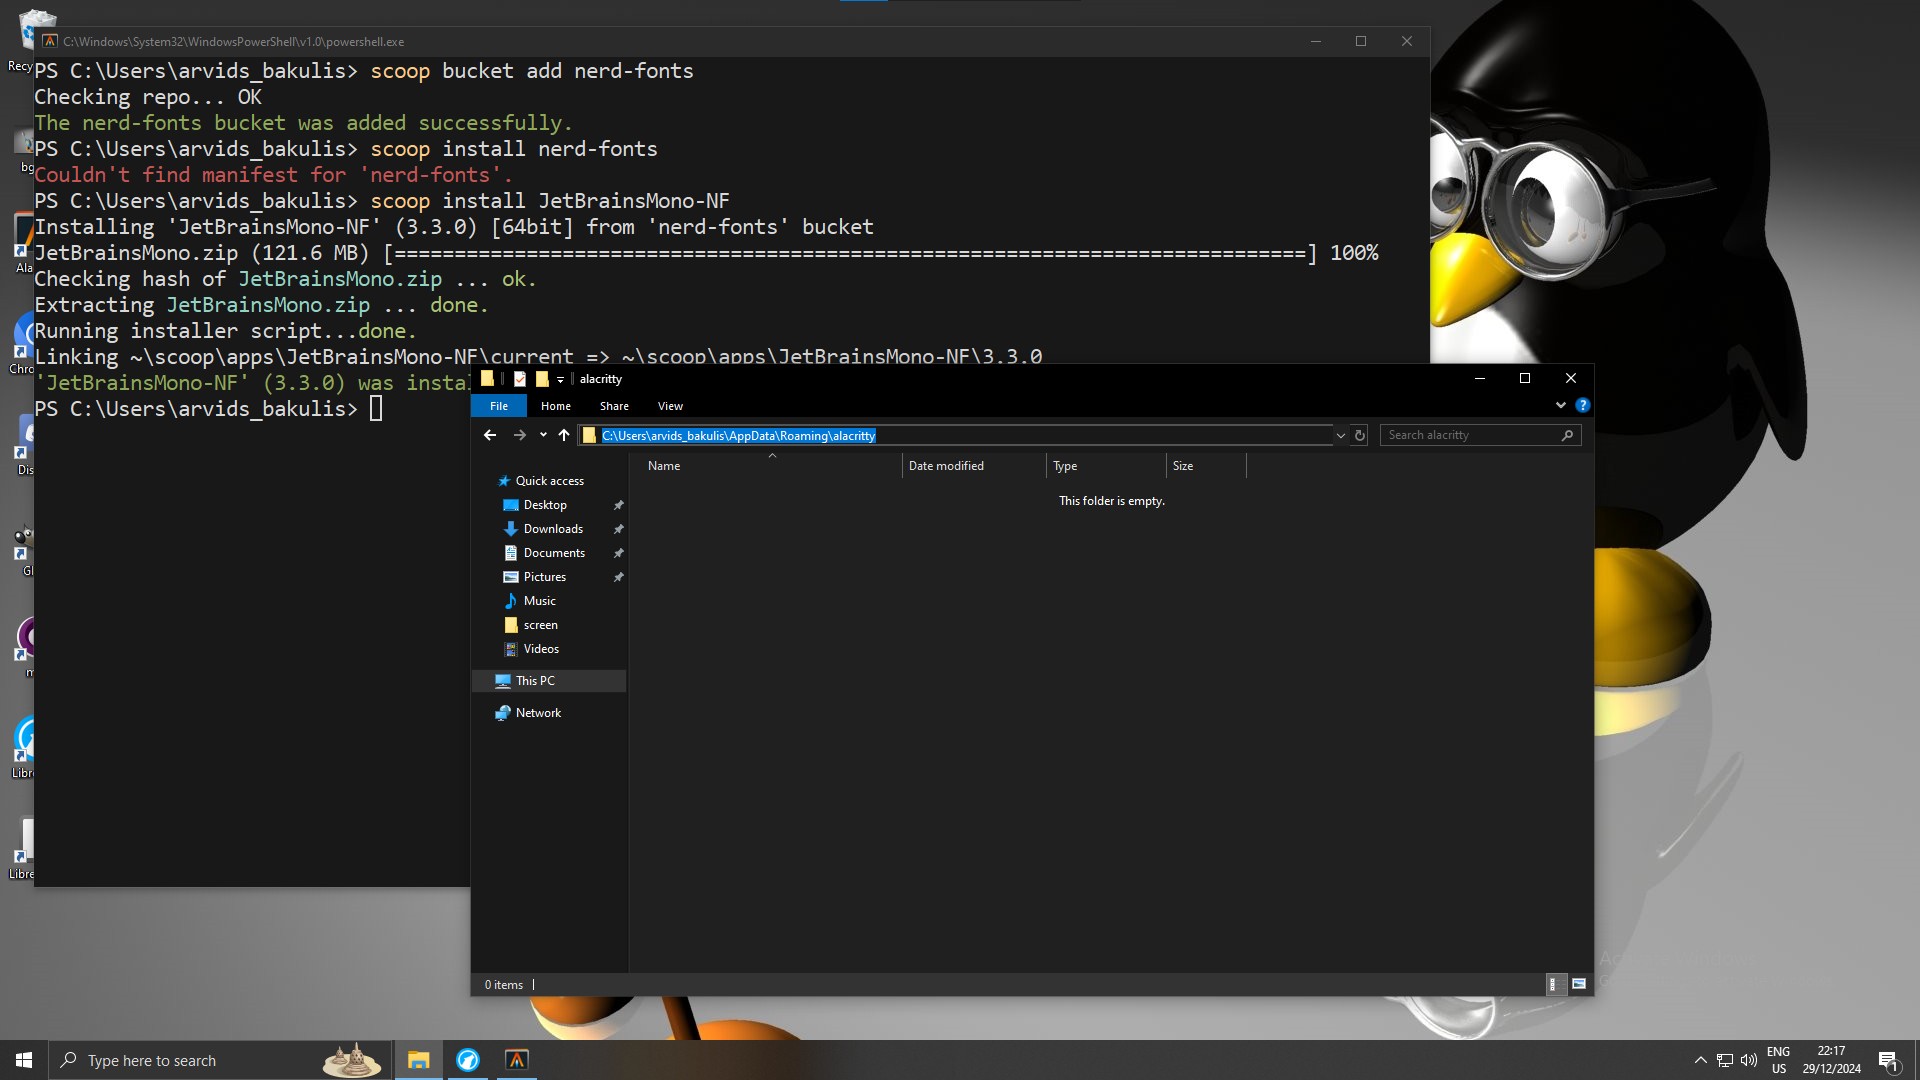 C:\Windows\System32\WindowsPowerShell\v1.0\powershell.exe
PS C:\Users\arvids_bakulis> scoop bucket add nerd-fonts
Checking repo... OK
The nerd-fonts bucket was added successfully.
PS C:\Users\arvids_bakulis> scoop install nerd-fonts
Couldn't find manifest for 'nerd-fonts'.
PS C:\Users\arvids_bakulis> scoop install JetBrainsMono-NF
Installing 'JetBrainsMono-NF' (3.3.0) [64bit] from 'nerd-fonts' bucket
JetBrainsMono.zip (121.6 MB) [============================================================================] 100%
Checking hash of JetBrainsMono.zip ... ok.
Extracting JetBrainsMono.zip ... done.
Running installer script...done.
Linking ~\scoop\apps\JetBrainsMono-NF\current => ~\scoop\apps\JetBrainsMono-NF\3.3.0
'JetBrainsMono-NF' (3.3.0) was instal
PS C:\Users\arvids_bakulis>
Recy
bg
Ala
Chro
Dis
GI
m
Libre
Libre
alacritty
File Home Share View
C:\Users\arvids_bakulis\AppData\Roaming\alacritty
Search alacritty
Name Date modified Type Size
This folder is empty.
Quick access
Desktop
Downloads
Documents
Pictures
Music
screen
Videos
This PC
Network
0 items
Type here to search
ENG
US
22:17
29/12/2024
1